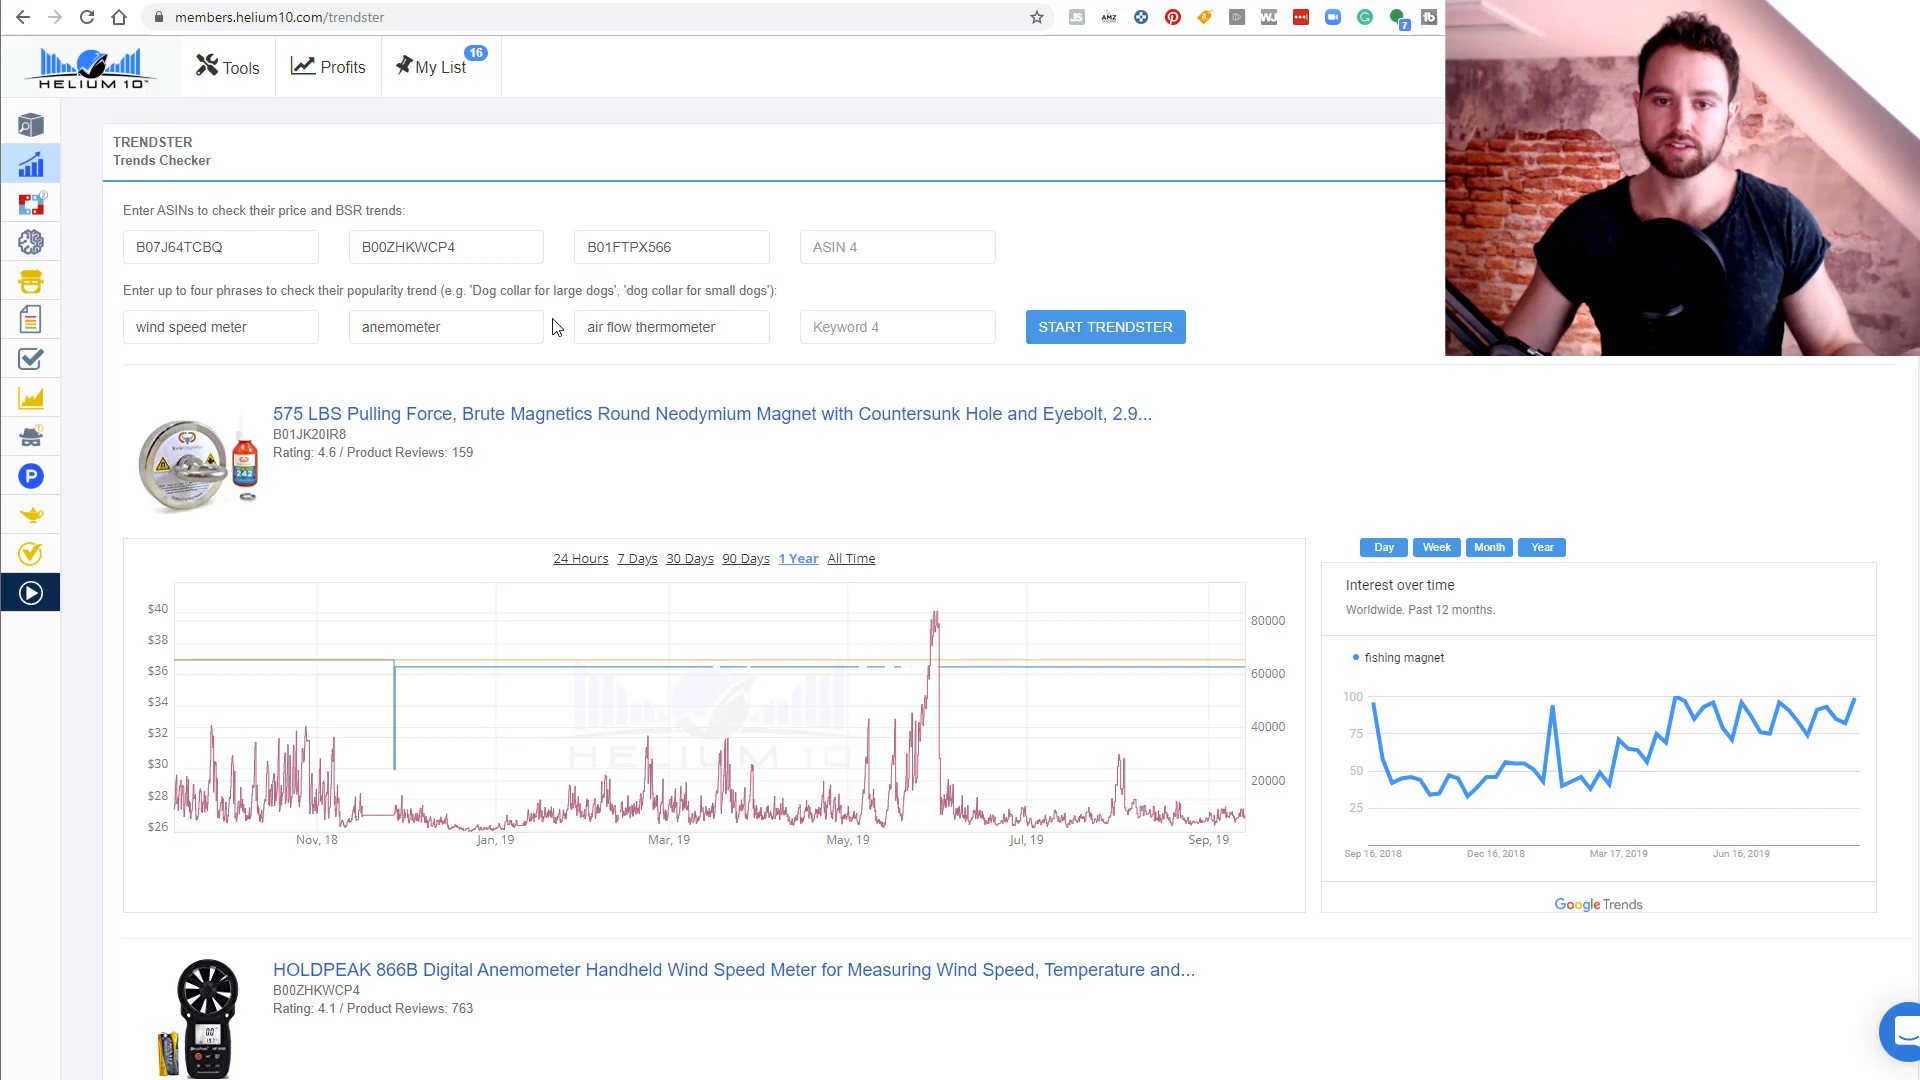 members.helium10.com/trendster
JS
AMZ
WJ
7
HELIUM 10
Tools
Profits
My List
16
TRENDSTER
Trends Checker
Enter ASINs to check their price and BSR trends:
B07J64TCBQ
B00ZHKWCP4
B01FTPX566
ASIN 4
Enter up to four phrases to check their popularity trend (e.g. 'Dog collar for large dogs', 'dog collar for small dogs'):
wind speed meter
anemometer
air flow thermometer
Keyword 4
START TRENDSTER
575 LBS Pulling Force, Brute Magnetics Round Neodymium Magnet with Countersunk Hole and Eyebolt, 2.9...
B01JK20IR8
Rating: 4.6 / Product Reviews: 159
242
24 Hours 7 Days 30 Days 90 Days 1 Year All Time
$40
$38
$36
$34
$32
$30
$28
$26
80000
60000
40000
20000
HELIUM 10
Nov, 18
Jan, 19
Mar, 19
May, 19
Jul, 19
Sep, 19
Day
Week
Month
Year
Interest over time
Worldwide. Past 12 months.
fishing magnet
100
75
50
25
Sep 16, 2018
Dec 16, 2018
Mar 17, 2019
Jun 16, 2019
Google Trends
HOLDPEAK 866B Digital Anemometer Handheld Wind Speed Meter for Measuring Wind Speed, Temperature and...
B00ZHKWCP4
Rating: 4.1 / Product Reviews: 763